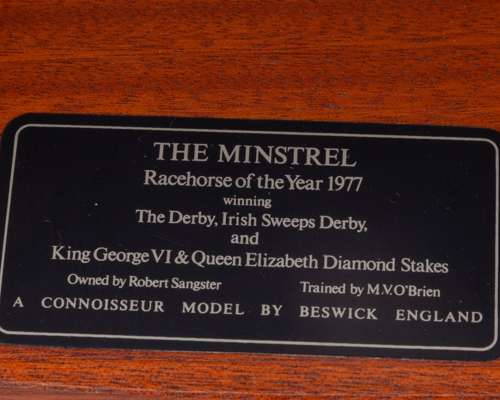 THE MINSTREL
Racehorse of the Year 1977
winning
The Derby, Irish Sweeps Derby,
and
King George VI & Queen Elizabeth Diamond Stakes
Owned by Robert Sangster Trained by M.V.O'Brien
A CONNOISSEUR MODEL BY BESWICK ENGLAND